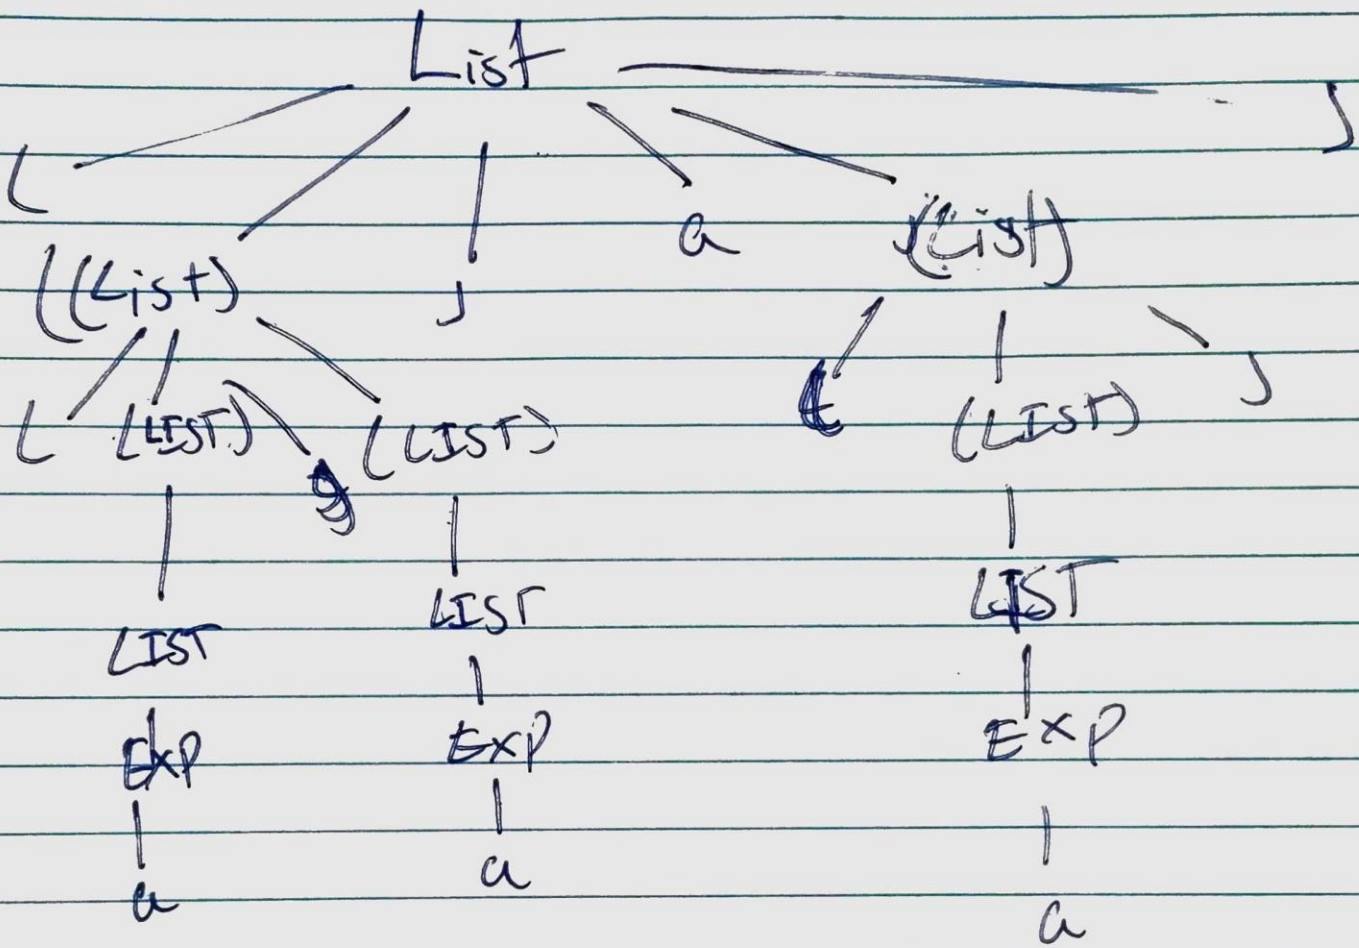 List
( )
a (List)
((List) ,
( )
( (LIST) , (LIST) (LIST)
LIST LIST
LIST
EXP EXP EXP
a a
a